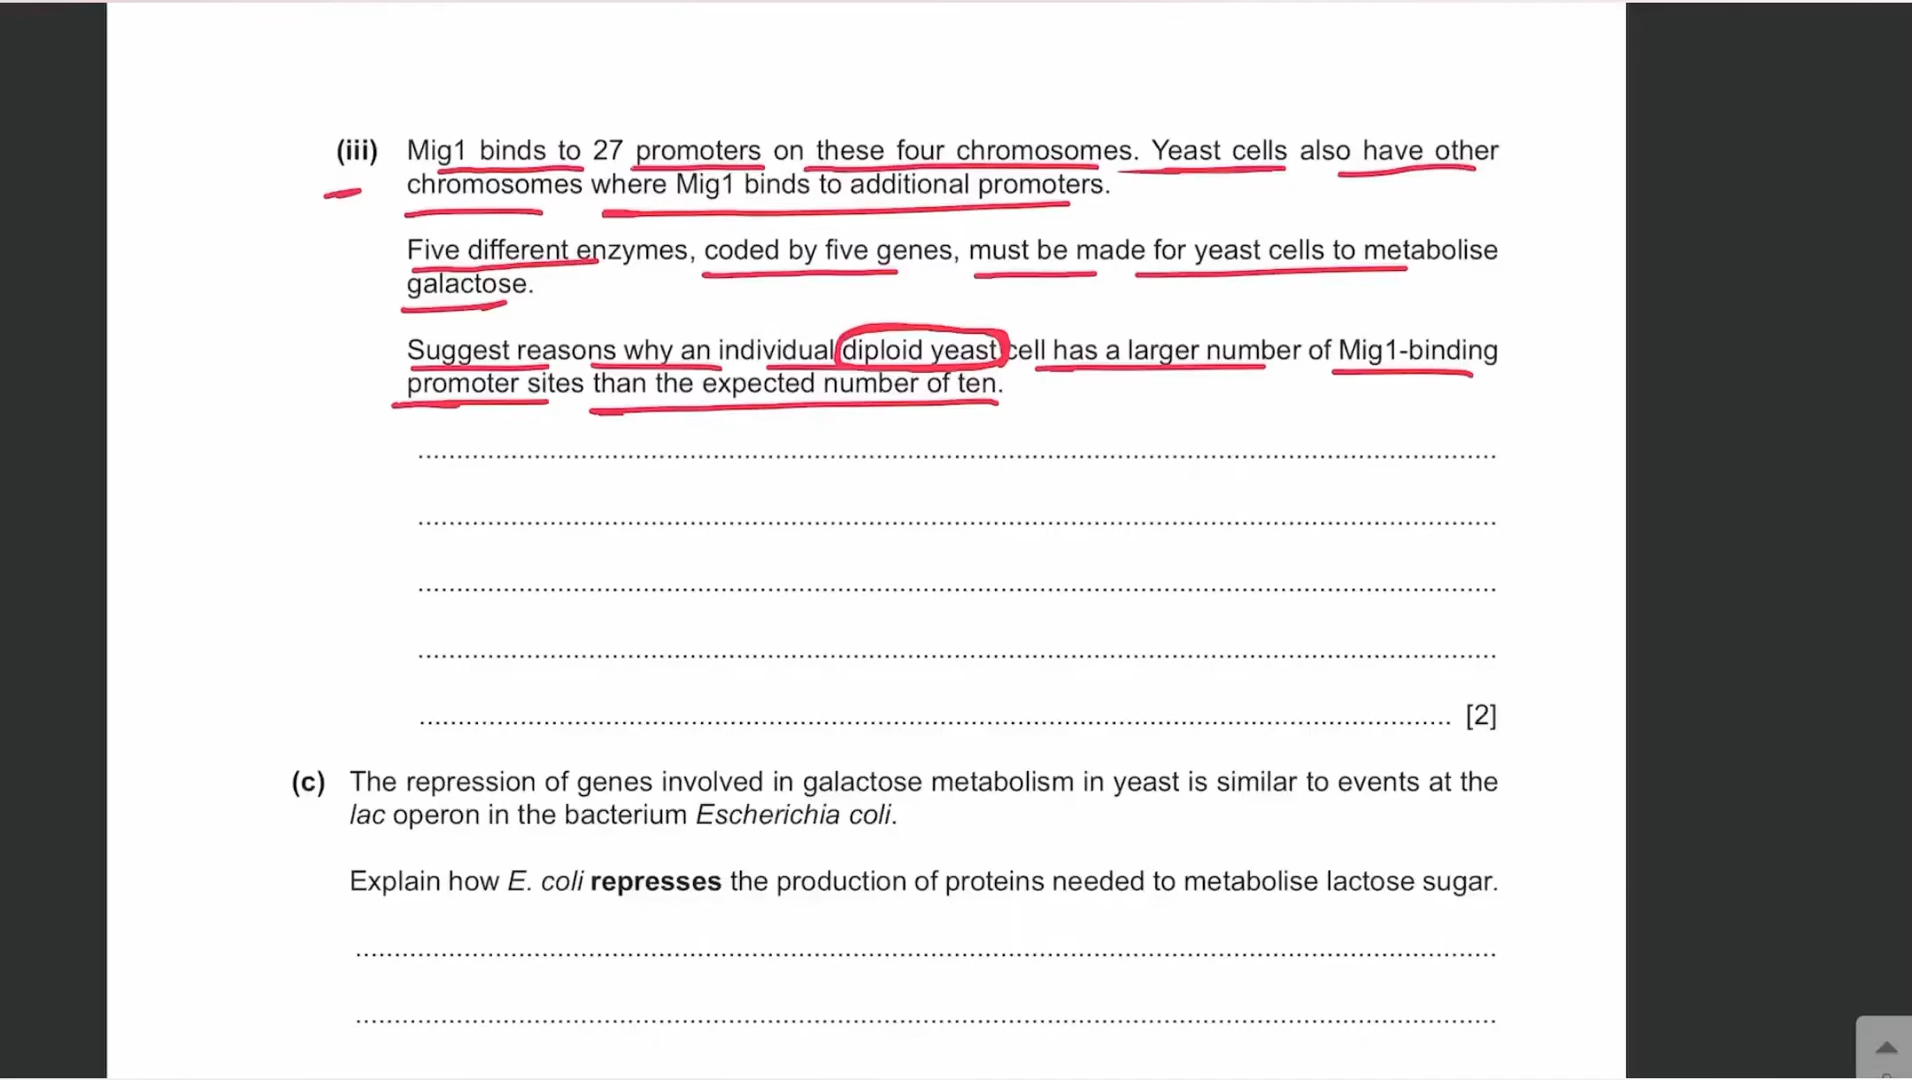 (iii) Mig1 binds to 27 promoters on these four chromosomes. Yeast cells also have other
chromosomes where Mig1 binds to additional promoters.
Five different enzymes, coded by five genes, must be made for yeast cells to metabolise
galactose.
Suggest reasons why an individual diploid yeast cell has a larger number of Mig1-binding
promoter sites than the expected number of ten.
[2]
(c) The repression of genes involved in galactose metabolism in yeast is similar to events at the
lac operon in the bacterium Escherichia coli.
Explain how E. coli represses the production of proteins needed to metabolise lactose sugar.